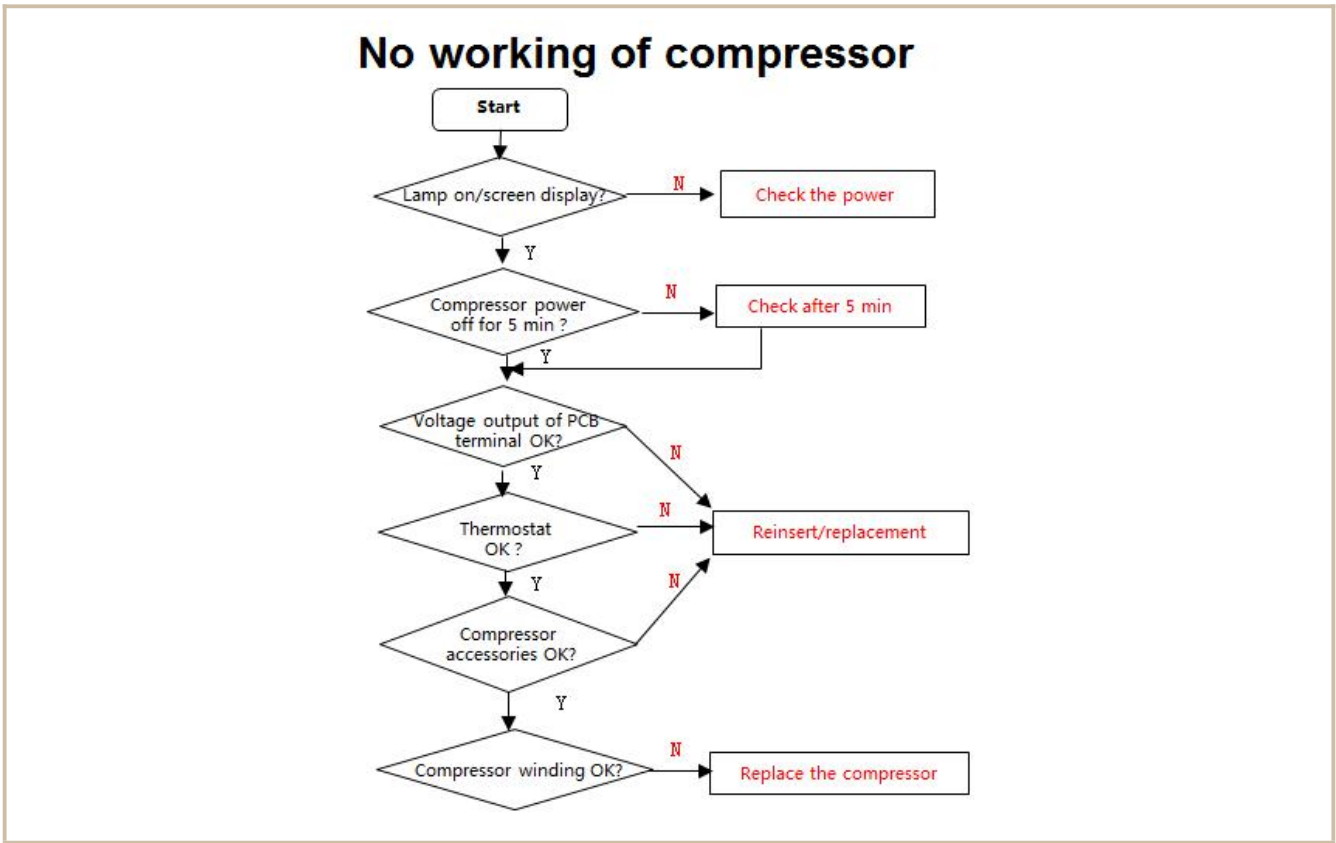 No working of compressor
Start
Lamp on/screen display?
N
Check the power
Y
Compressor power
off for 5 min ?
N
Check after 5 min
Y
Voltage output of PCB
terminal OK?
N
Y
Thermostat
OK ?
N
Reinsert/replacement
Y
Compressor
accessories OK?
N
Y
Compressor winding OK?
N
Replace the compressor